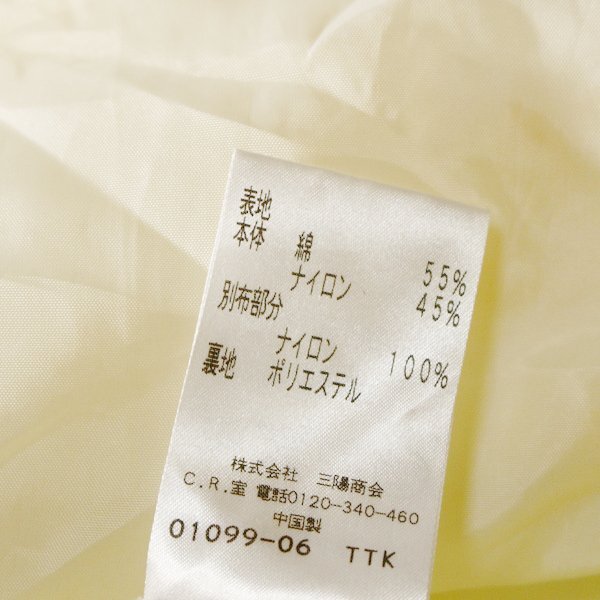 表地
本体 綿 55%
ナイロン 45%
別布部分
ナイロン 100%
裏地 ポリエステル
株式会社 三陽商会
C.R.室 電話0120-340-460
中国製
01099-06 TTK